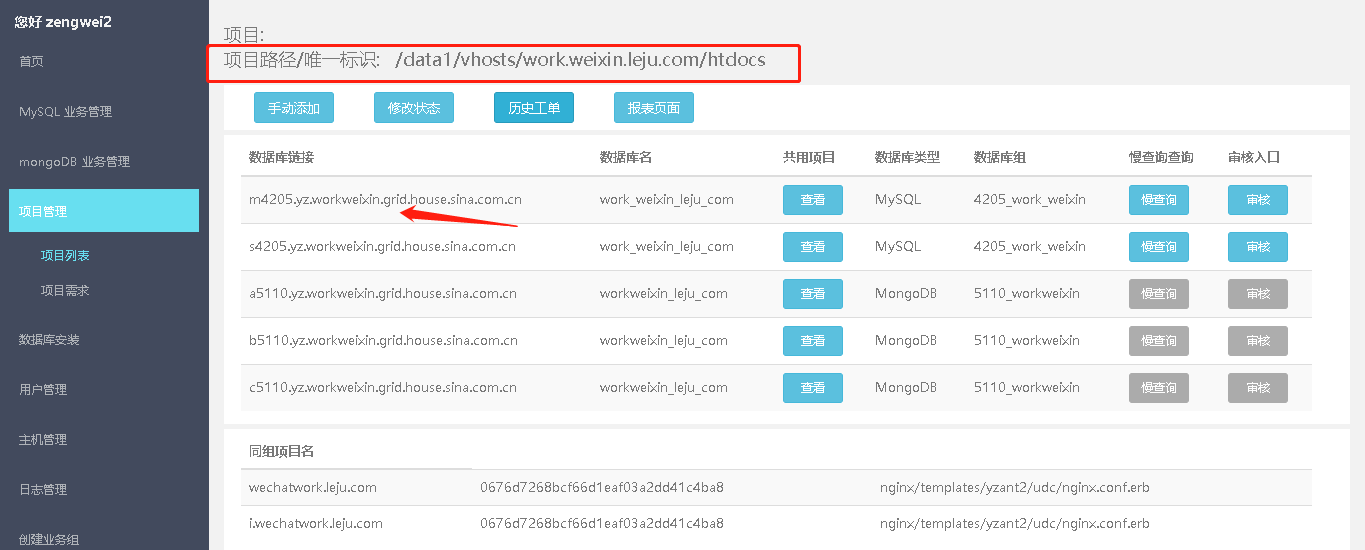 您好 zengwei2
首页
MySQL 业务管理
mongoDB 业务管理
项目管理
项目列表
项目需求
数据库安装
用户管理
主机管理
日志管理
创建业务组
项目:
项目路径/唯一标识: /data1/vhosts/work.weixin.leju.com/htdocs
手动添加 修改状态 历史工单 报表页面
数据库链接 数据库名 共用项目 数据库类型 数据库组 慢查询查询 审核入口
m4205.yz.workweixin.grid.house.sina.com.cn work_weixin_leju_com 查看 MySQL 4205_work_weixin 慢查询 审核
s4205.yz.workweixin.grid.house.sina.com.cn work_weixin_leju_com 查看 MySQL 4205_work_weixin 慢查询 审核
a5110.yz.workweixin.grid.house.sina.com.cn workweixin_leju_com 查看 MongoDB 5110_workweixin 慢查询 审核
b5110.yz.workweixin.grid.house.sina.com.cn workweixin_leju_com 查看 MongoDB 5110_workweixin 慢查询 审核
c5110.yz.workweixin.grid.house.sina.com.cn workweixin_leju_com 查看 MongoDB 5110_workweixin 慢查询 审核
同组项目名
wechatwork.leju.com 0676d7268bcf66d1eaf03a2dd41c4ba8 nginx/templates/yzant2/udc/nginx.conf.erb
i.wechatwork.leju.com 0676d7268bcf66d1eaf03a2dd41c4ba8 nginx/templates/yzant2/udc/nginx.conf.erb